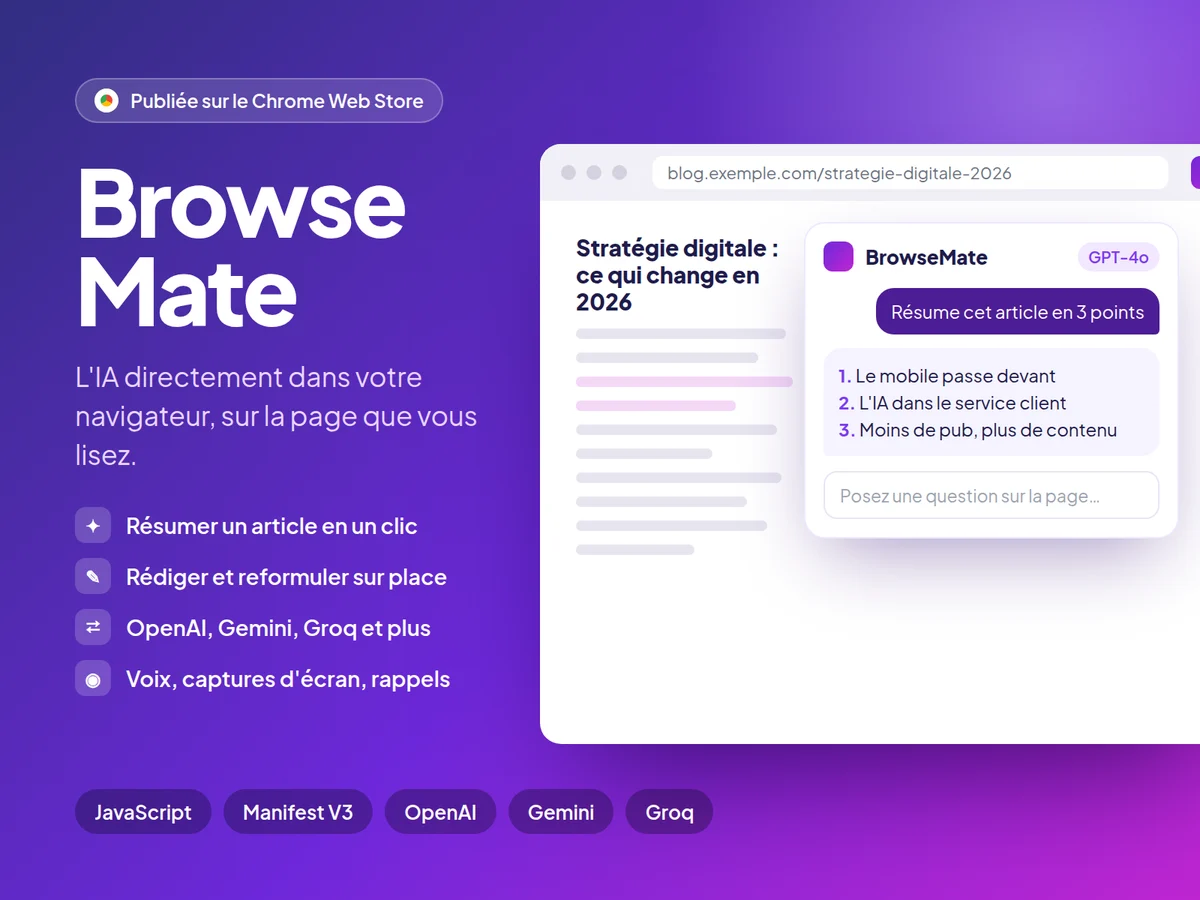 Publiée sur le Chrome Web Store
Browse
Mate
L'IA directement dans votre
navigateur, sur la page que vous
lisez.
Résumer un article en un clic
Rédiger et reformuler sur place
OpenAI, Gemini, Groq et plus
Voix, captures d'écran, rappels
JavaScript
Manifest V3
OpenAI
Gemini
Groq
blog.exemple.com/strategie-digitale-2026
Stratégie digitale :
ce qui change en
2026
BrowseMate
GPT-4o
Résume cet article en 3 points
1. Le mobile passe devant
2. L'IA dans le service client
3. Moins de pub, plus de contenu
Posez une question sur la page…